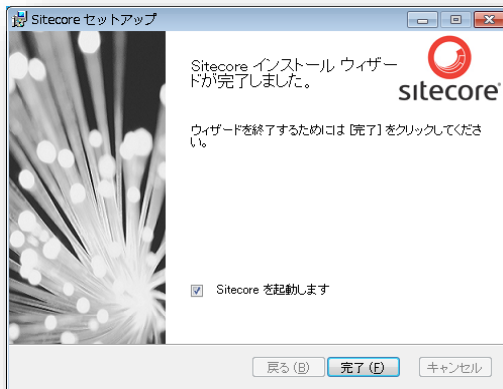 Sitecore セットアップ
Sitecore インストール ウィザー
ドが完了しました。
sitecore
ウィザードを終了するためには [完了] をクリックしてくださ
い。
Sitecore を起動します
戻る (B)
完了 (F)
キャンセル